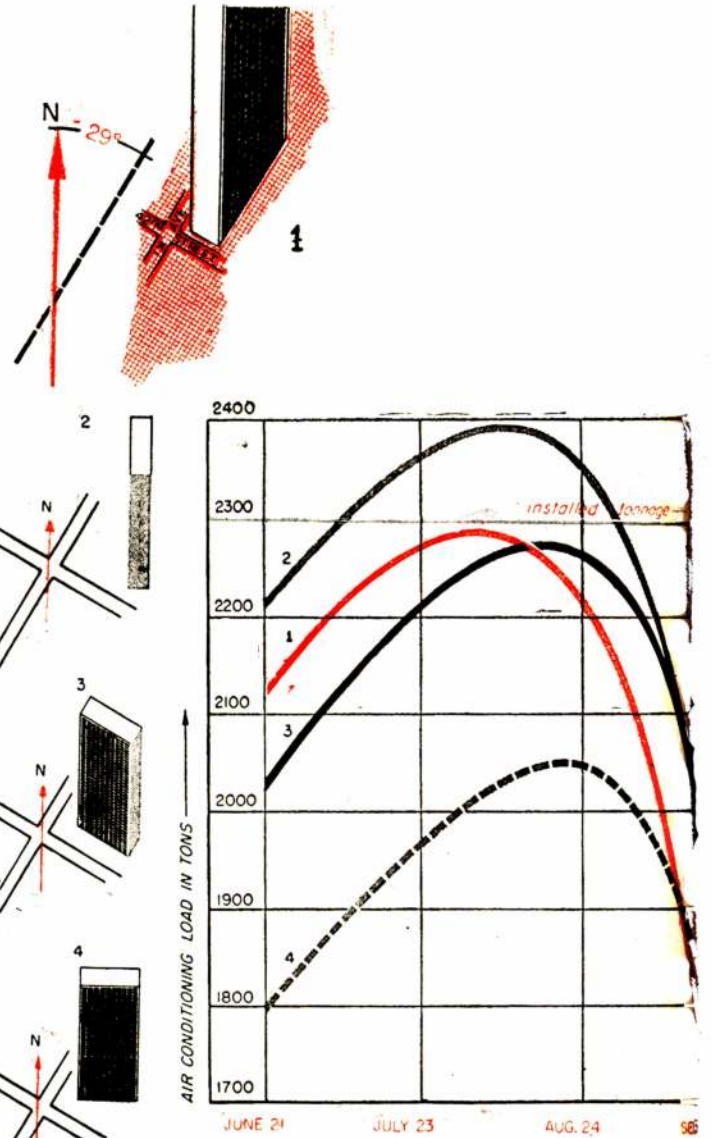 N
29°
1
2
N
3
N
4
N
2400
2300
2200
2100
2000
1900
1800
1700
AIR CONDITIONING LOAD IN TONS
installed tonnage
2
1
3
4
JUNE 21
JULY 23
AUG. 24